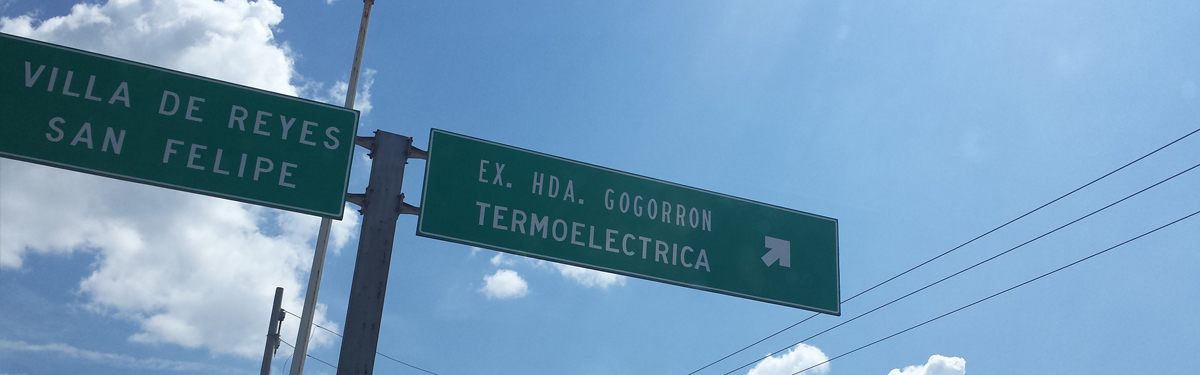 VILLA DE REYES
SAN FELIPE
EX. HDA. GOGORRON
TERMOELECTRICA